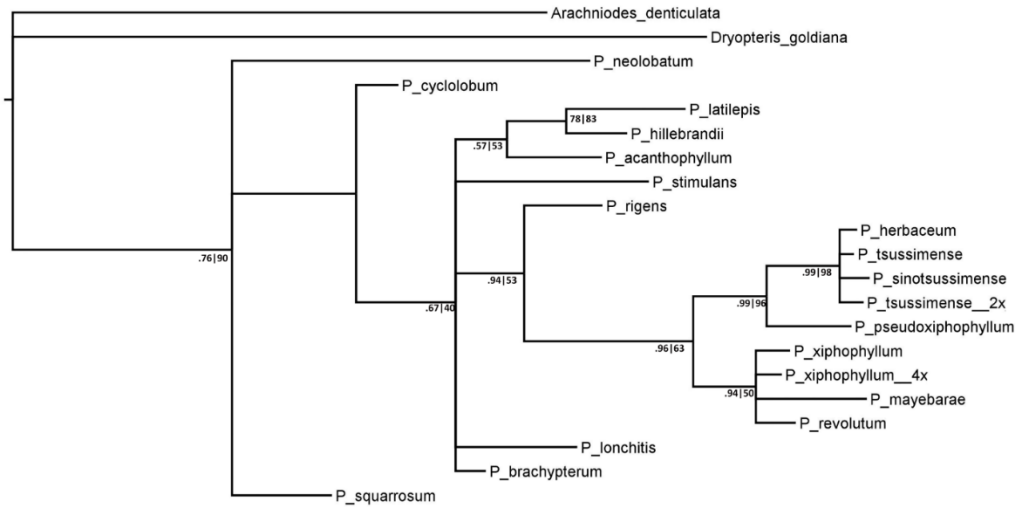 Arachniodes_denticulata
Dryopteris_goldiana
P_neolobatum
P_cyclolobum
P_latilepis
78|83
P_hillebrandii
.57|53
P_acanthophyllum
P_stimulans
P_rigens
P_herbaceum
P_tsussimense
.76|90
.99|98
P_sinotsussimense
.94|53
P_tsussimense__2x
.67|40
.99|96
P_pseudoxiphophyllum
.96|63
P_xiphophyllum
P_xiphophyllum__4x
.94|50
P_mayebarae
P_revolutum
P_lonchitis
P_brachypterum
P_squarrosum